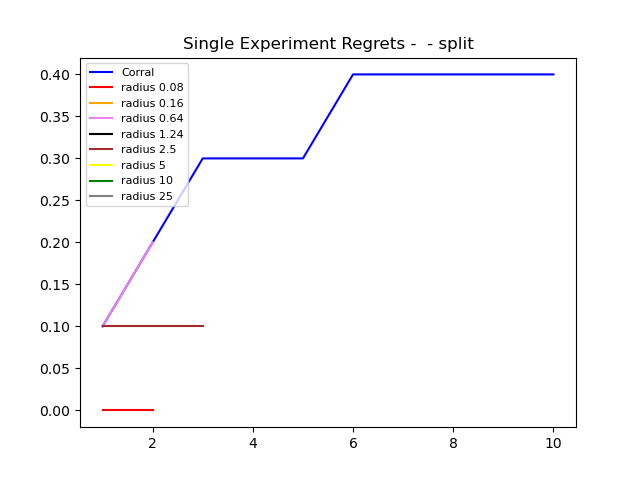 Single Experiment Regrets -  - split
Corral
radius 0.08
radius 0.16
radius 0.64
radius 1.24
radius 2.5
radius 5
radius 10
radius 25
0.40
0.35
0.30
0.25
0.20
0.15
0.10
0.05
0.00
2 4 6 8 10